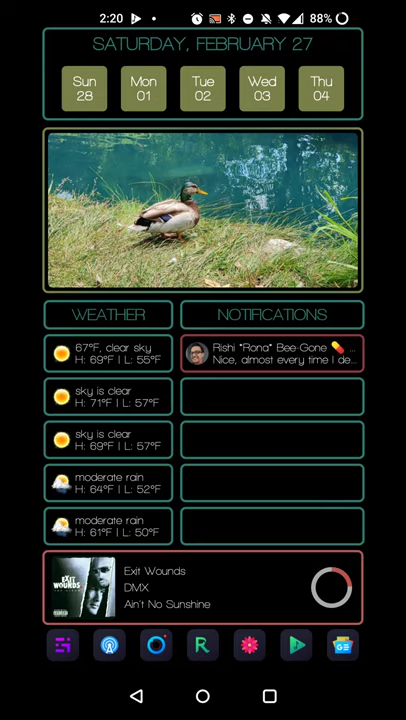 2:20
88%
SATURDAY, FEBRUARY 27
Sun Mon Tue Wed Thu
28 01 02 03 04
WEATHER
NOTIFICATIONS
67°F, clear sky
H: 69°F | L: 55°F
Rishi "Rona" Bee-Gone 💊 ...
Nice, almost every time I de...
sky is clear
H: 71°F | L: 57°F
sky is clear
H: 69°F | L: 57°F
moderate rain
H: 64°F | L: 52°F
moderate rain
H: 61°F | L: 50°F
EXIT
WOUNDS
Exit Wounds
DMX
Ain't No Sunshine
R
GE